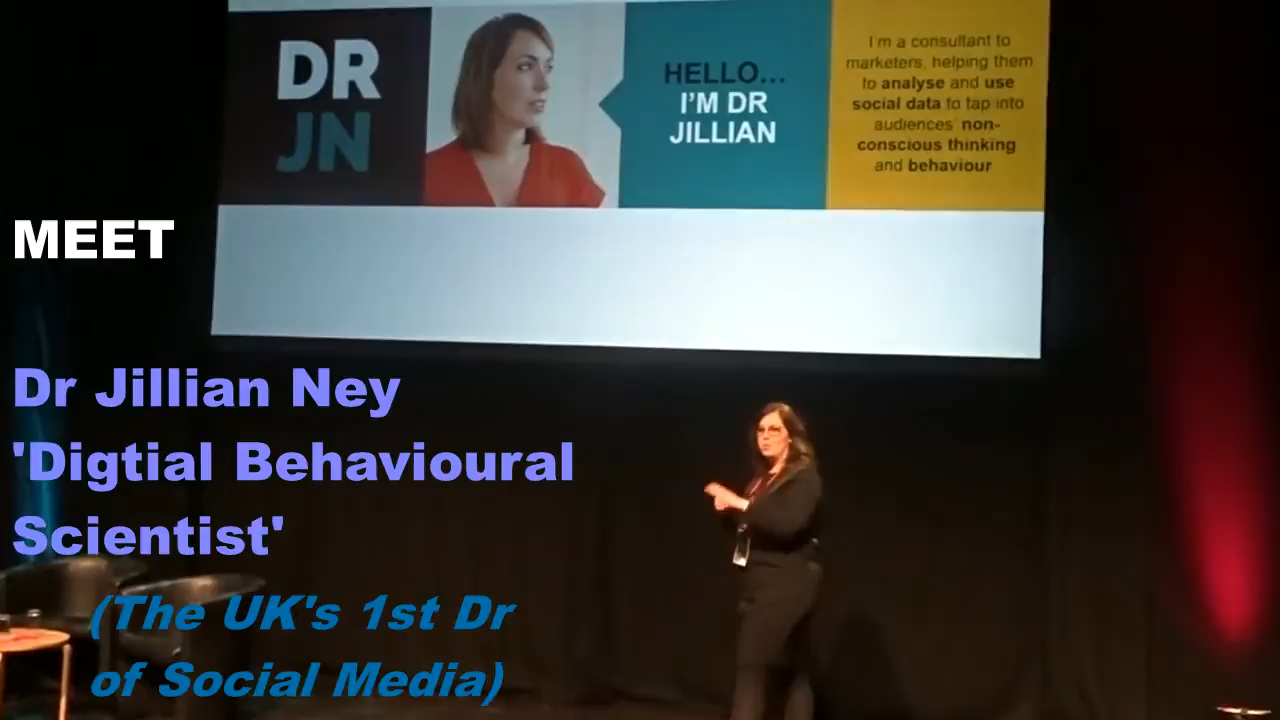 DR
JN
HELLO...
I'M DR
JILLIAN
I'm a consultant to
marketers, helping them
to analyse and use
social data to tap into
audiences' non-
conscious thinking
and behaviour
MEET
Dr Jillian Ney
'Digtial Behavioural
Scientist'
(The UK's 1st Dr
of Social Media)